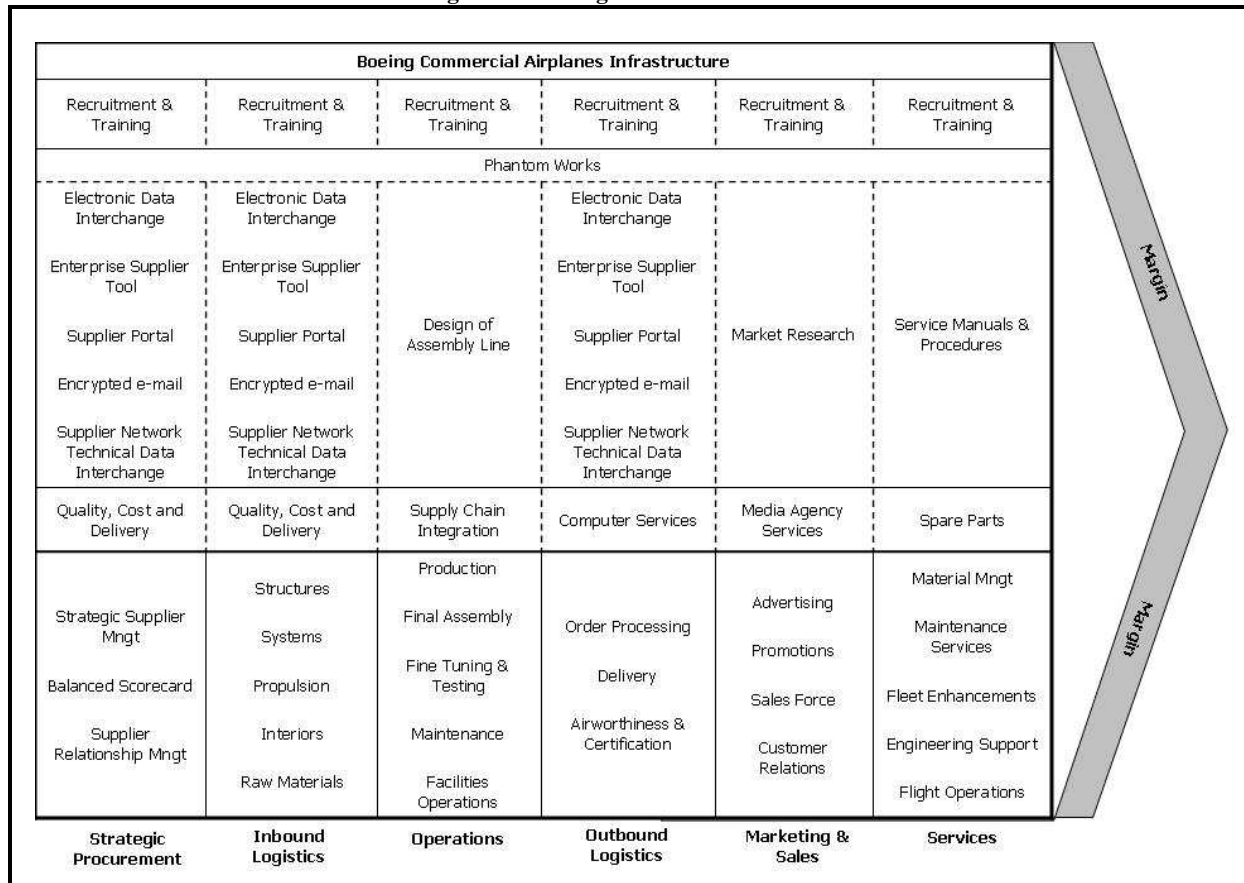 Boeing Commercial Airplanes Infrastructure
Recruitment &
Training
Recruitment &
Training
Recruitment &
Training
Recruitment &
Training
Recruitment &
Training
Recruitment &
Training
Phantom Works
Electronic Data
Interchange
Enterprise Supplier
Tool
Supplier Portal
Encrypted e-mail
Supplier Network
Technical Data
Interchange
Electronic Data
Interchange
Enterprise Supplier
Tool
Supplier Portal
Encrypted e-mail
Supplier Network
Technical Data
Interchange
Design of
Assembly Line
Electronic Data
Interchange
Enterprise Supplier
Tool
Supplier Portal
Encrypted e-mail
Supplier Network
Technical Data
Interchange
Market Research
Service Manuals &
Procedures
Quality, Cost and
Delivery
Quality, Cost and
Delivery
Supply Chain
Integration
Computer Services
Media Agency
Services
Spare Parts
Strategic Supplier
Mngt
Balanced Scorecard
Supplier
Relationship Mngt
Structures
Systems
Propulsion
Interiors
Raw Materials
Production
Final Assembly
Fine Tuning &
Testing
Maintenance
Facilities
Operations
Order Processing
Delivery
Airworthiness &
Certification
Advertising
Promotions
Sales Force
Customer
Relations
Material Mngt
Maintenance
Services
Fleet Enhancements
Engineering Support
Flight Operations
Strategic
Procurement
Inbound
Logistics
Operations
Outbound
Logistics
Marketing &
Sales
Services
Margin
Margin